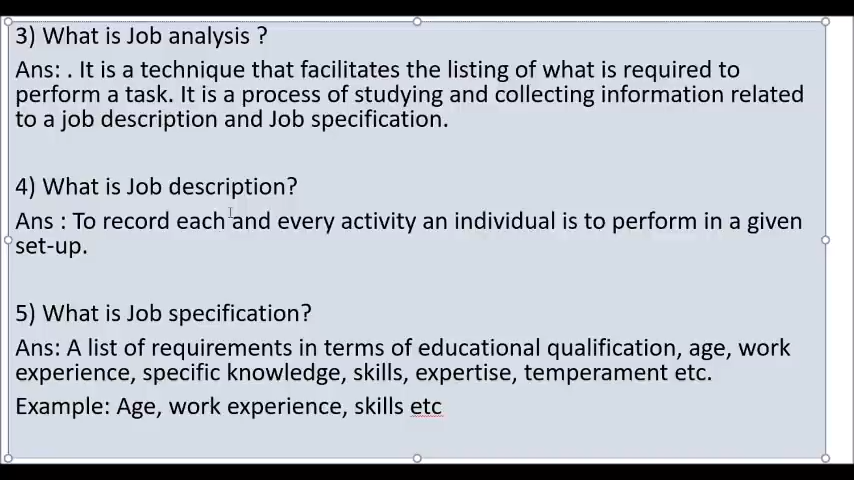 3) What is Job analysis ?
Ans: . It is a technique that facilitates the listing of what is required to
perform a task. It is a process of studying and collecting information related
to a job description and Job specification.
4) What is Job description?
Ans : To record each and every activity an individual is to perform in a given
set-up.
5) What is Job specification?
Ans: A list of requirements in terms of educational qualification, age, work
experience, specific knowledge, skills, expertise, temperament etc.
Example: Age, work experience, skills etc